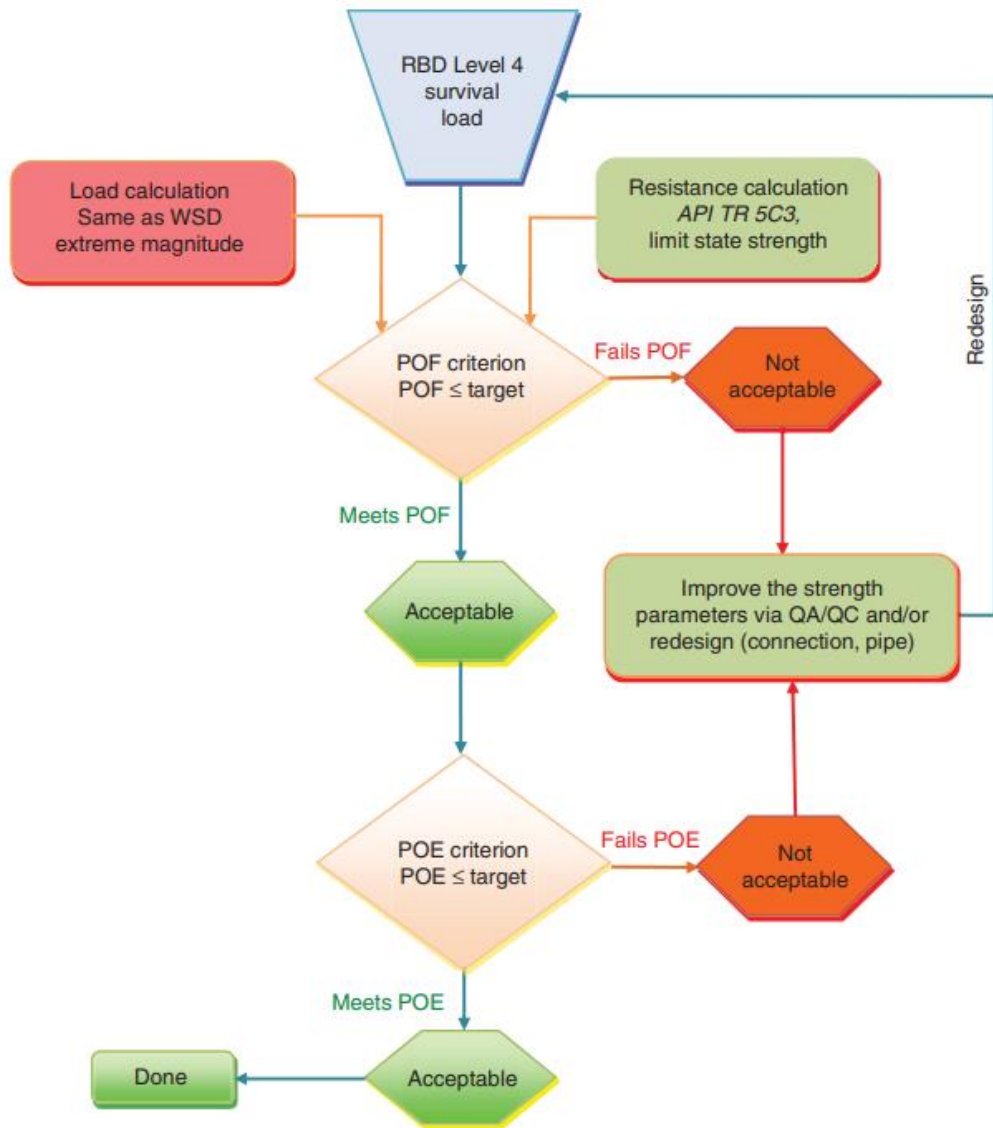 RBD Level 4
survival
load
Load calculation
Same as WSD
extreme magnitude
Resistance calculation
API TR 5C3,
limit state strength
Redesign
POF criterion
POF ≤ target
Fails POF
Not
acceptable
Meets POF
Acceptable
Improve the strength
parameters via QA/QC and/or
redesign (connection, pipe)
POE criterion
POE ≤ target
Fails POE
Not
acceptable
Meets POE
Acceptable
Done